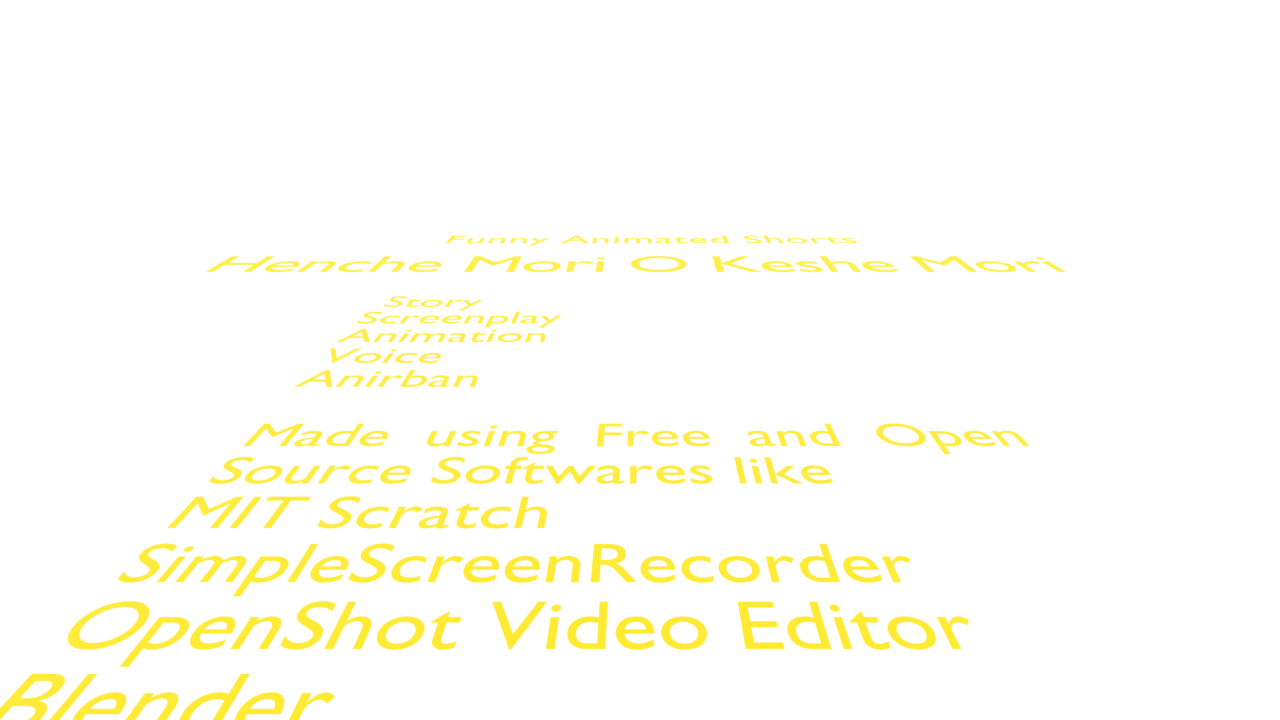 Funny Animated Shorts
Henche Mori O Keshe Mori
Story
Screenplay
Animation
Voice
Anirban
Made using Free and Open
Source Softwares like
MIT Scratch
SimpleScreenRecorder
OpenShot Video Editor
Blender